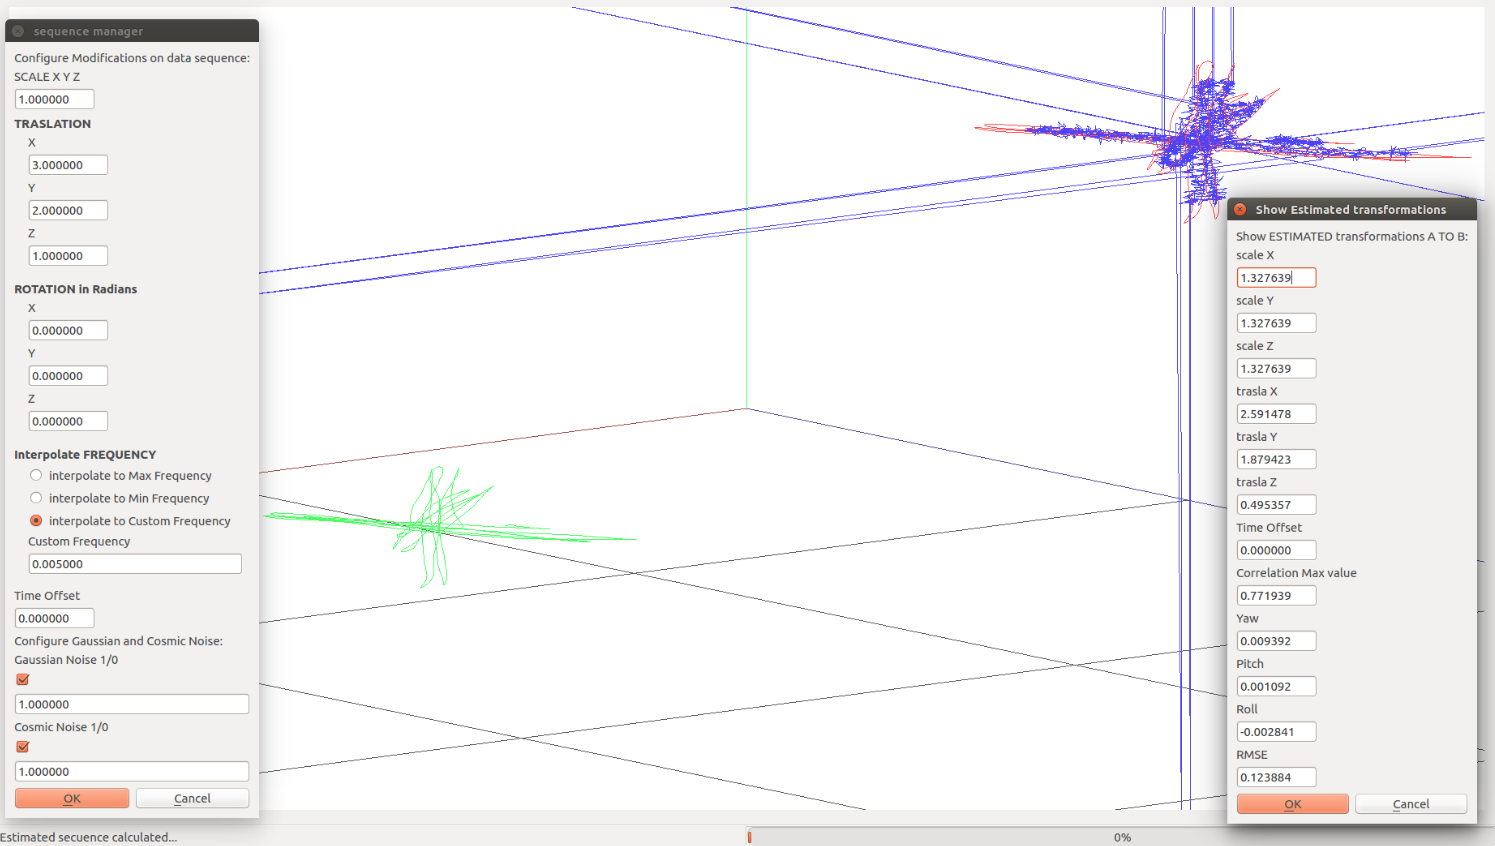 sequence manager
Configure Modifications on data sequence:
SCALE X Y Z
1.000000
TRASLATION
X
3.000000
Y
2.000000
Z
1.000000
ROTATION in Radians
X
0.000000
Y
0.000000
Z
0.000000
Interpolate FREQUENCY
interpolate to Max Frequency
interpolate to Min Frequency
interpolate to Custom Frequency
Custom Frequency
0.005000
Time Offset
0.000000
Configure Gaussian and Cosmic Noise:
Gaussian Noise 1/0
1.000000
Cosmic Noise 1/0
1.000000
OK Cancel
Show Estimated transformations
Show ESTIMATED transformations A TO B:
scale X
1.327639
scale Y
1.327639
scale Z
1.327639
trasla X
2.591478
trasla Y
1.879423
trasla Z
0.495357
Time Offset
0.000000
Correlation Max value
0.771939
Yaw
0.009392
Pitch
0.001092
Roll
-0.002841
RMSE
0.123884
OK Cancel
Estimated secuence calculated...
0%